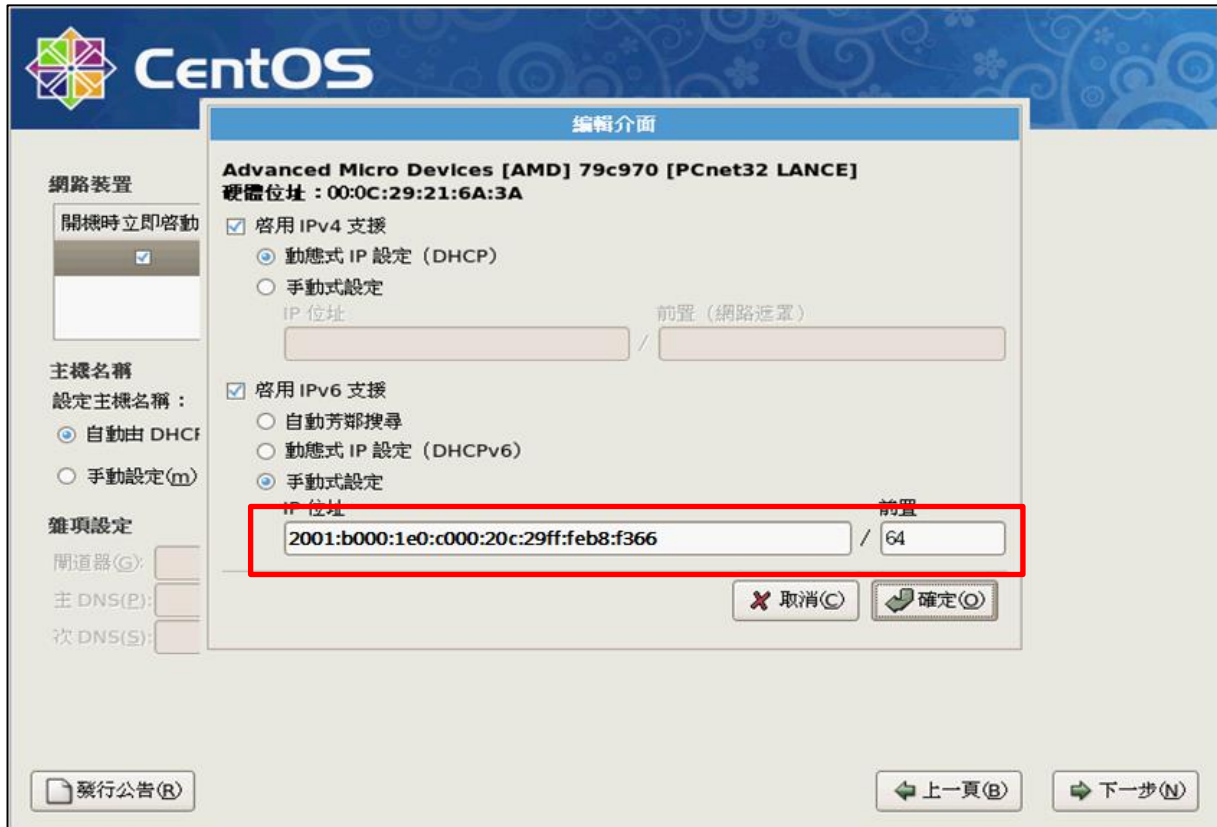 CentOS
編輯介面
Advanced Micro Devices [AMD] 79c970 [PCnet32 LANCE]
硬體位址：00:0C:29:21:6A:3A
網路裝置
開機時立即啓動
啓用 IPv4 支援
動態式 IP 設定（DHCP）
手動式設定
IP 位址 前置（網路遮罩）
/
主機名稱
設定主機名稱：
自動由 DHCP
手動設定(m)
啓用 IPv6 支援
自動芳鄰搜尋
動態式 IP 設定（DHCPv6）
手動式設定
IP 位址 前置
2001:b000:1e0:c000:20c:29ff:feb8:f366 / 64
雜項設定
閘道器(G):
主 DNS(P):
次 DNS(S):
取消(C) 確定(O)
發行公告(R) 上一頁(B) 下一步(N)